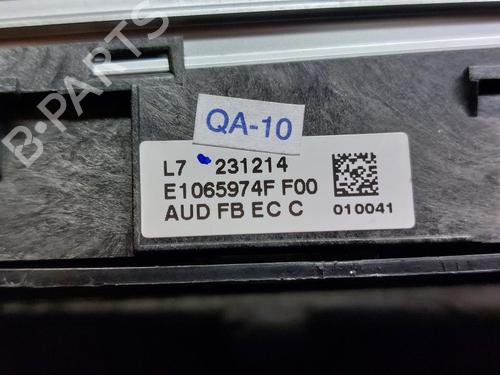 B-PARTS
QA-10
L7 231214
E1065974F F00
AUD FB EC C
010041